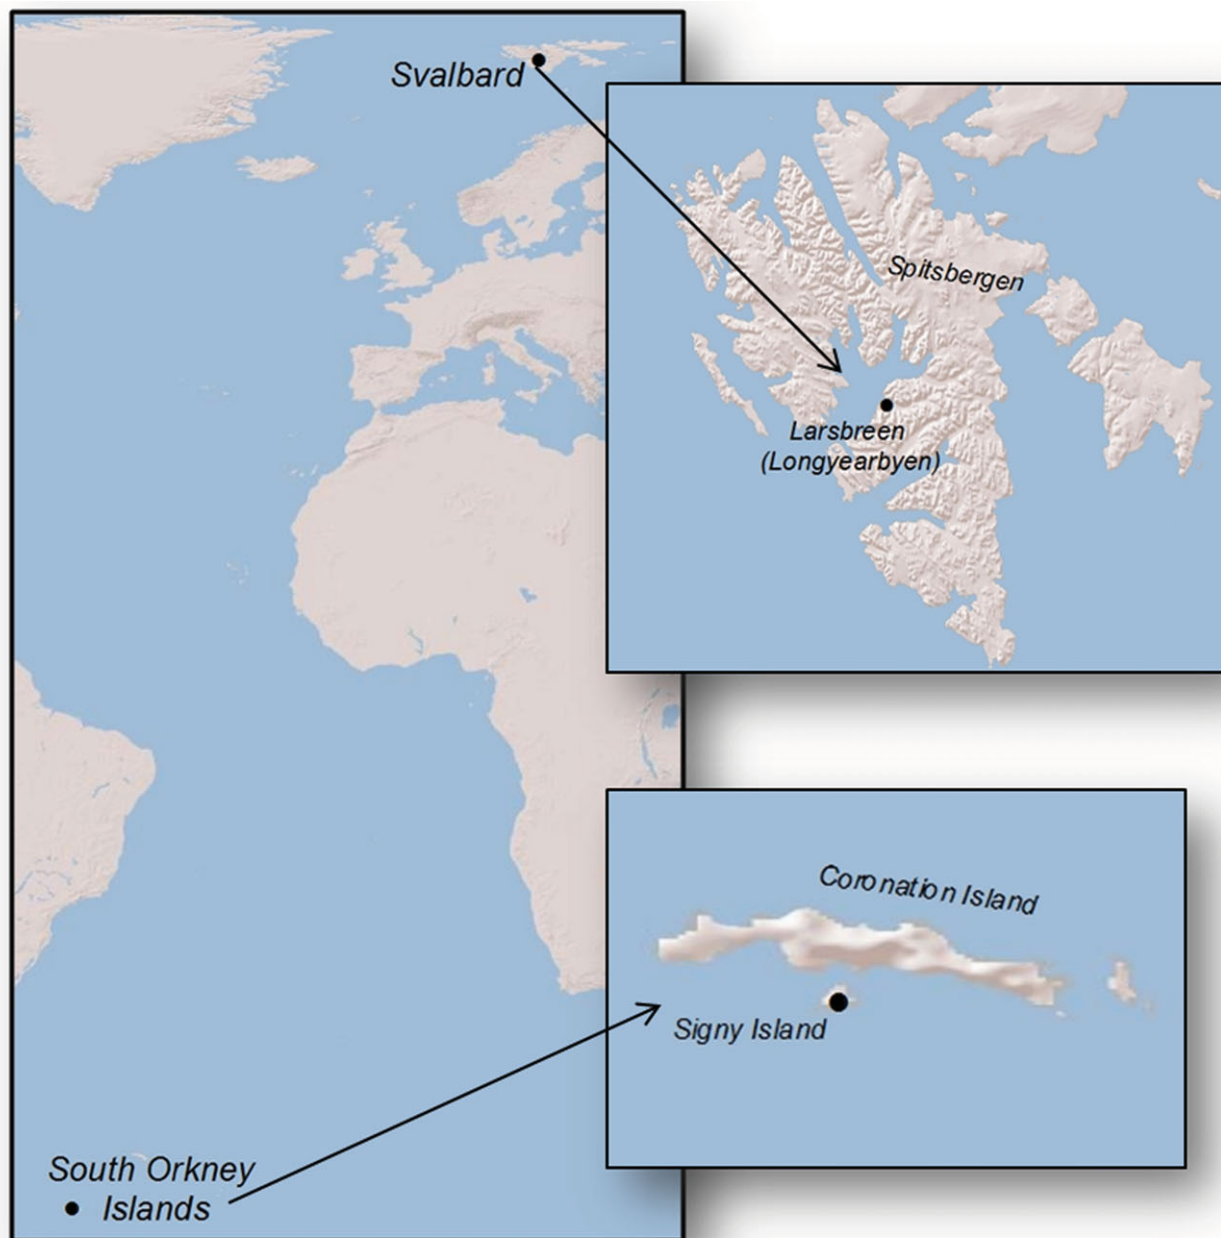 Svalbard
Spitsbergen
Larsbreen
(Longyearbyen)
Coronation Island
Signy Island
South Orkney
Islands